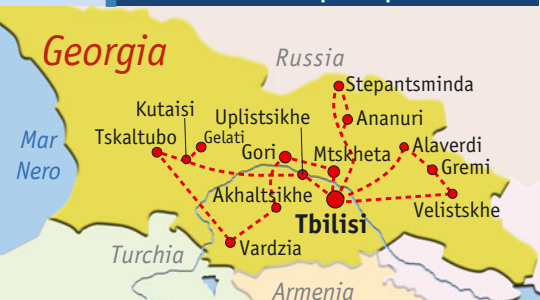 Georgia
Russia
Stepantsminda
Kutaisi
Uplistsikhe
Ananuri
Tskaltubo
Gelati
Gori
Mtskheta
Alaverdi
Gremi
Mar
Nero
Akhaltsikhe
Velistskhe
Tbilisi
Turchia
Vardzia
Armenia